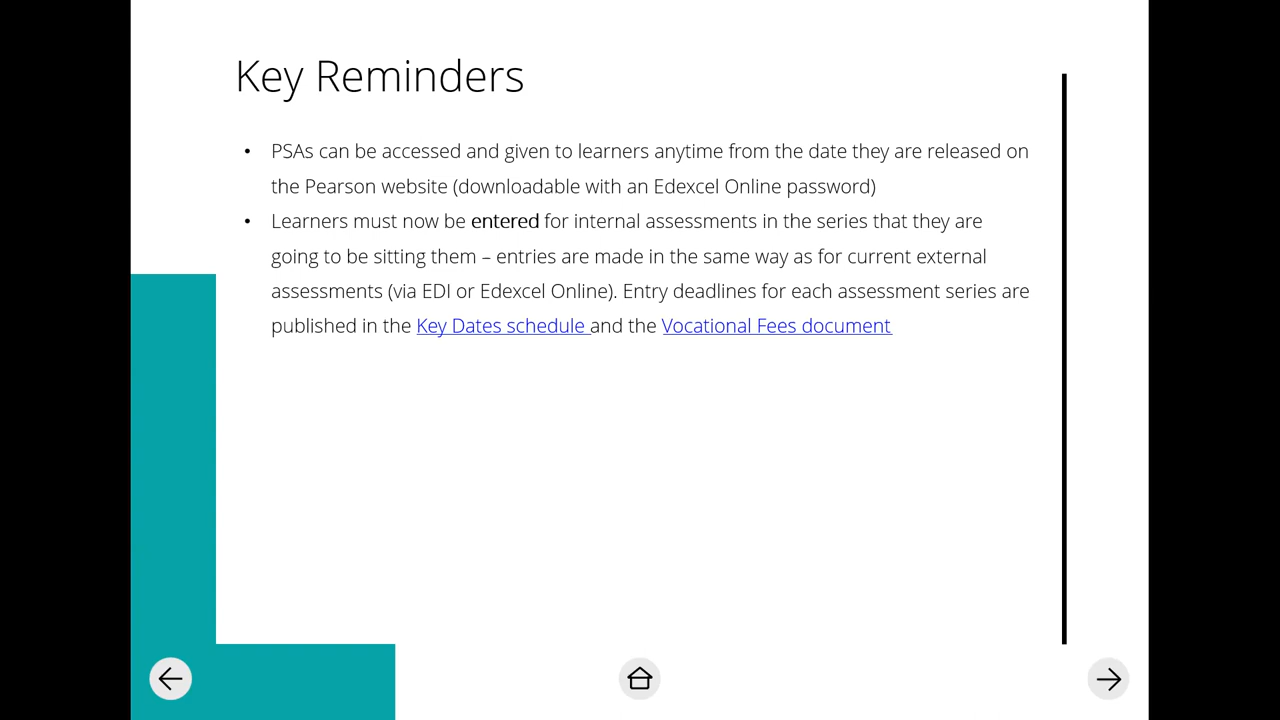 Key Reminders
• PSAs can be accessed and given to learners anytime from the date they are released on
the Pearson website (downloadable with an Edexcel Online password)
• Learners must now be entered for internal assessments in the series that they are
going to be sitting them – entries are made in the same way as for current external
assessments (via EDI or Edexcel Online). Entry deadlines for each assessment series are
published in the Key Dates schedule and the Vocational Fees document